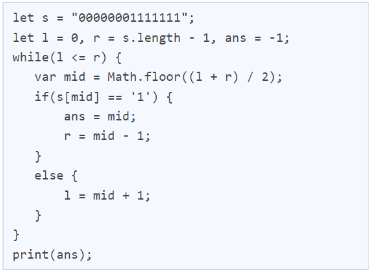 let s = "00000001111111";
let l = 0, r = s.length - 1, ans = -1;
while(l <= r) {
   var mid = Math.floor((l + r) / 2);
   if(s[mid] == '1') {
       ans = mid;
       r = mid - 1;
   }
   else {
       l = mid + 1;
   }
}
print(ans);